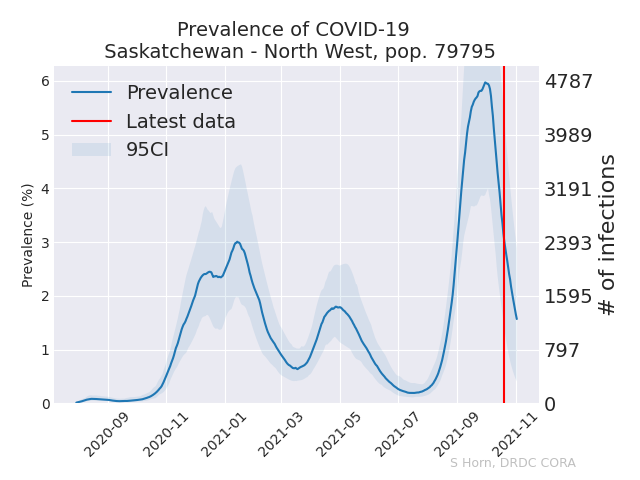 Prevalence of COVID-19
Saskatchewan - North West, pop. 79795
Prevalence
Latest data
95CI
Prevalence (%)
6
5
4
3
2
1
0
4787
3989
3191
2393
1595
797
0
# of infections
2020-09
2020-11
2021-01
2021-03
2021-05
2021-07
2021-09
2021-11
S Horn, DRDC CORA